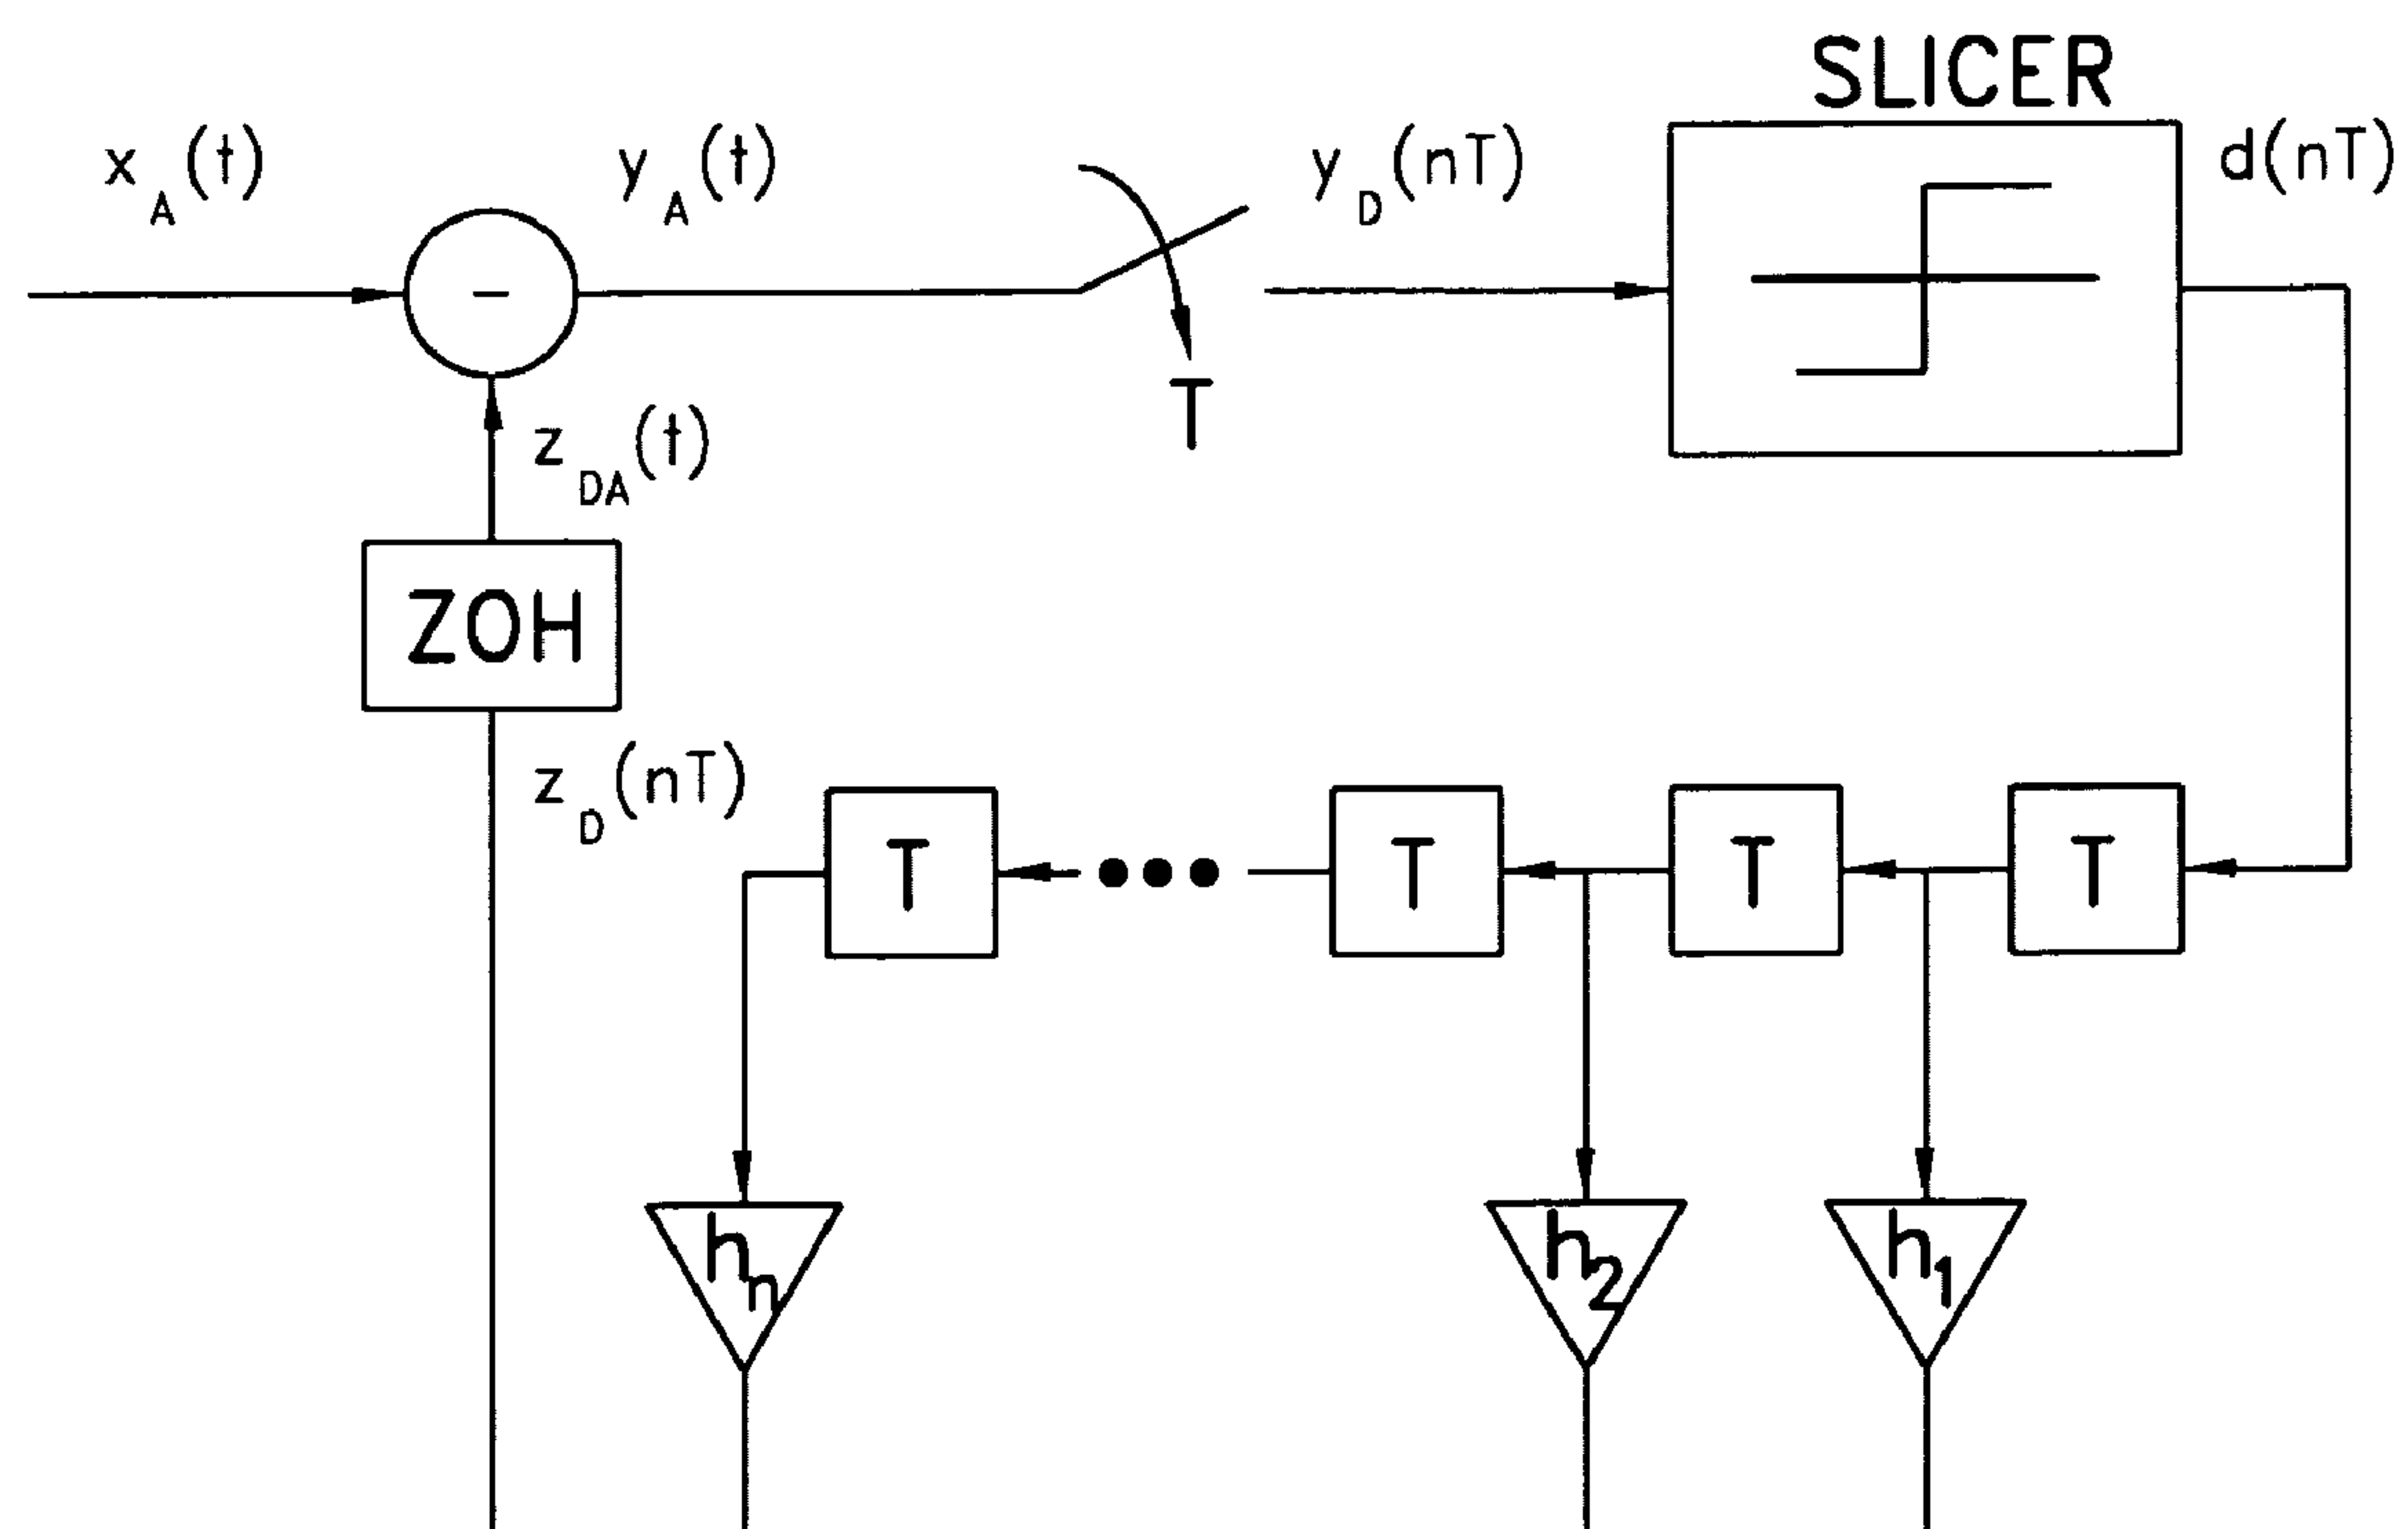 SLICER
x_A(t)
y_A(t)
y_D(nT)
d(nT)
-
T
z_DA(t)
ZOH
z_D(nT)
T
T
T
T
h_n
h_2
h_1